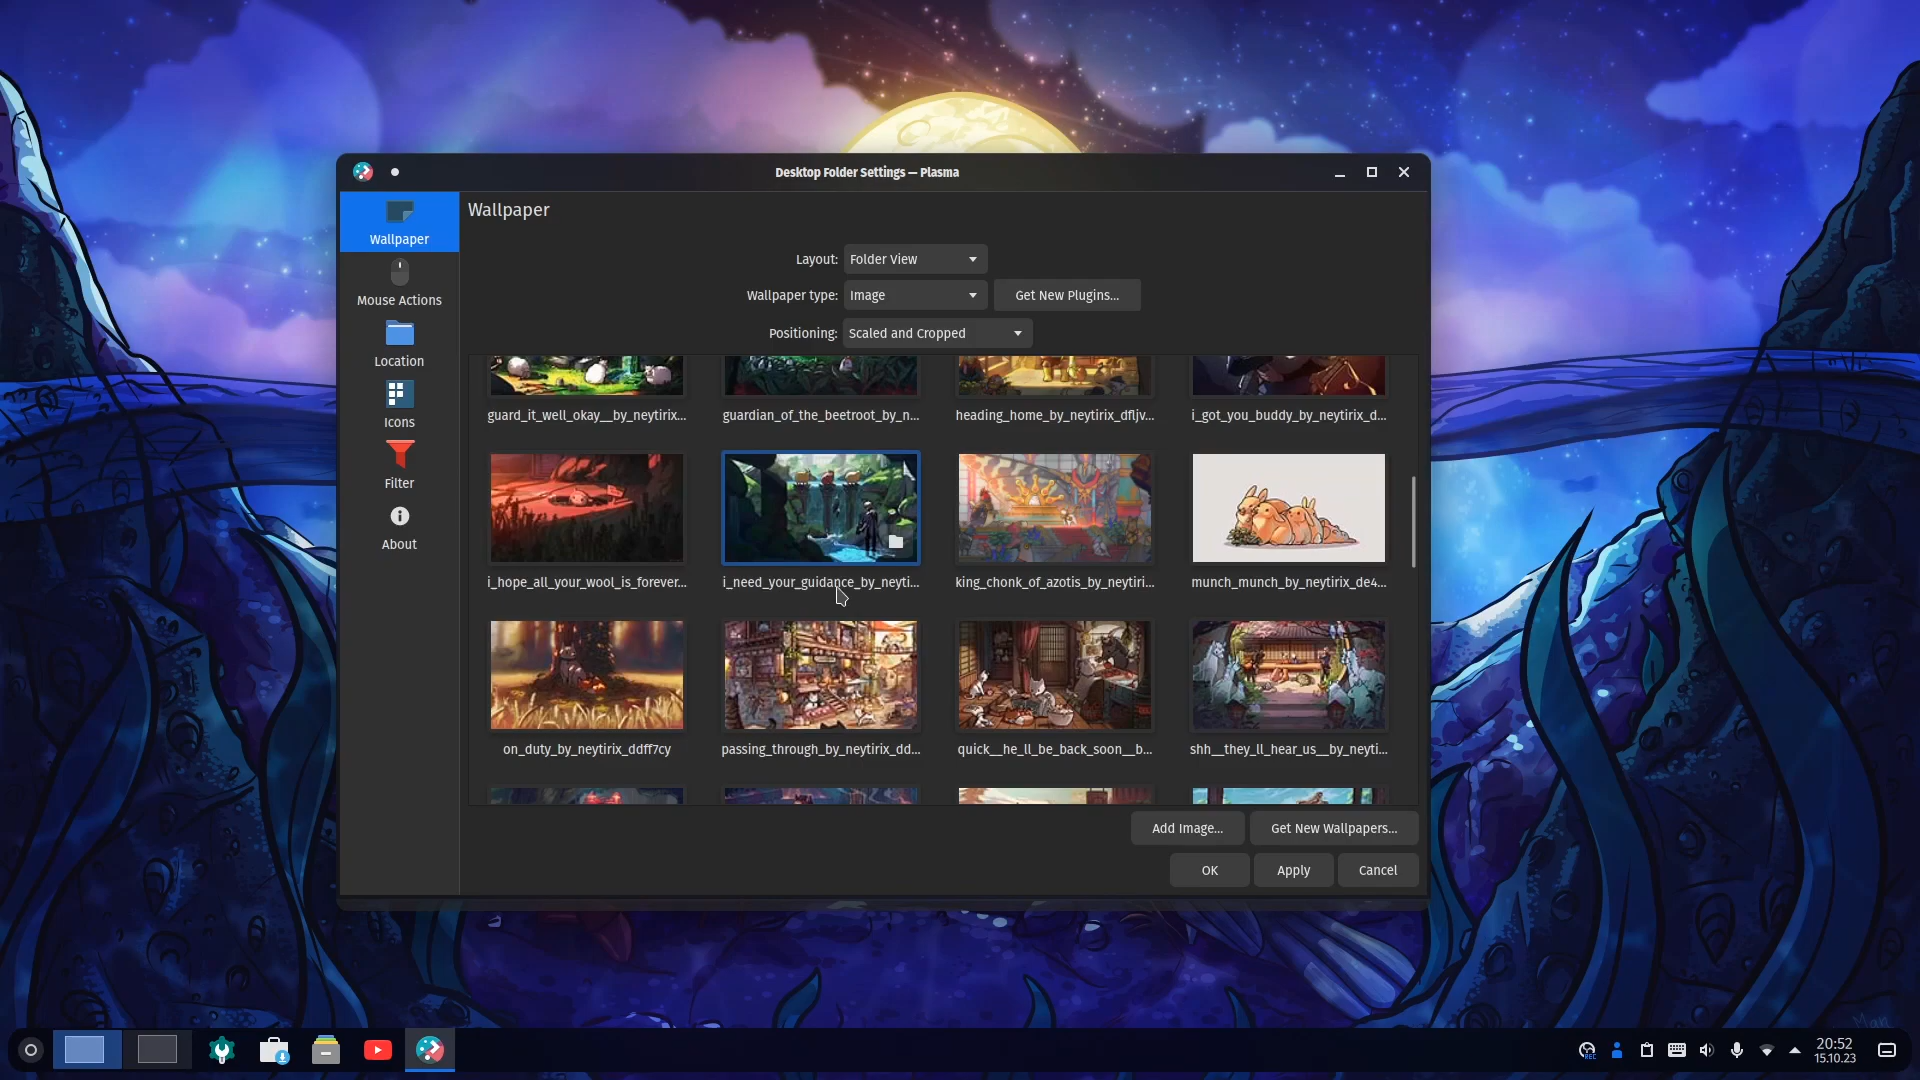 Desktop Folder Settings — Plasma
Wallpaper
Wallpaper
Mouse Actions
Location
Icons
Filter
About
Layout: Folder View
Wallpaper type: Image Get New Plugins...
Positioning: Scaled and Cropped
guard_it_well_okay__by_neytirix... guardian_of_the_beetroot_by_n... heading_home_by_neytirix_dfljv... i_got_you_buddy_by_neytirix_d...
i_hope_all_your_wool_is_forever... i_need_your_guidance_by_neyti... king_chonk_of_azotis_by_neytiri... munch_munch_by_neytirix_de4...
on_duty_by_neytirix_ddff7cy passing_through_by_neytirix_dd... quick__he_ll_be_back_soon__b... shh__they_ll_hear_us__by_neyti...
Add Image... Get New Wallpapers...
OK Apply Cancel
REC
20:52
15.10.23